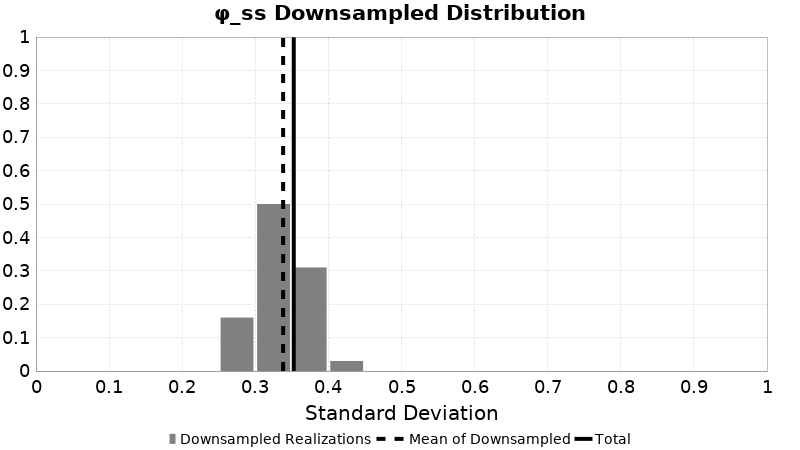 φ_ss Downsampled Distribution
1
0.9
0.8
0.7
0.6
0.5
0.4
0.3
0.2
0.1
0
0 0.1 0.2 0.3 0.4 0.5 0.6 0.7 0.8 0.9 1
Standard Deviation
Downsampled Realizations Mean of Downsampled Total